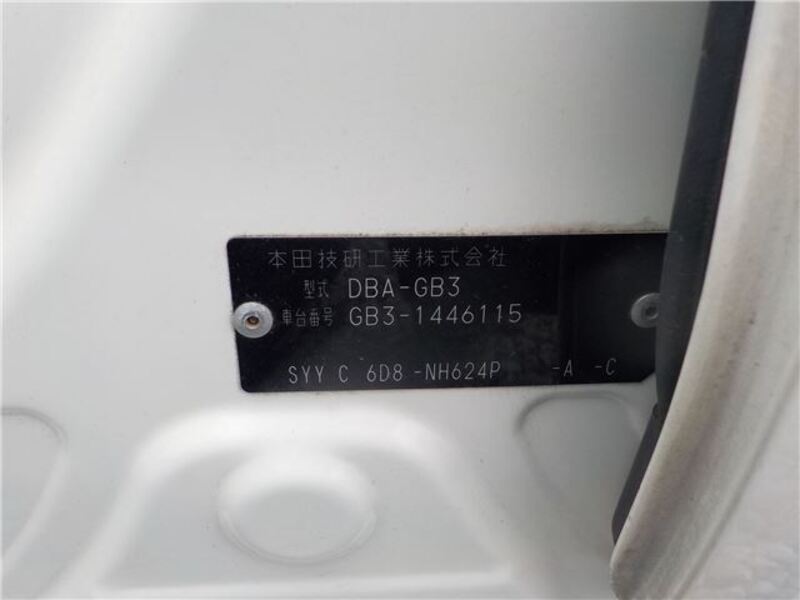 本田技研工業株式会社
型式 DBA-GB3
車台番号 GB3-1446115
SYY C 6D8 -NH624P -A -C